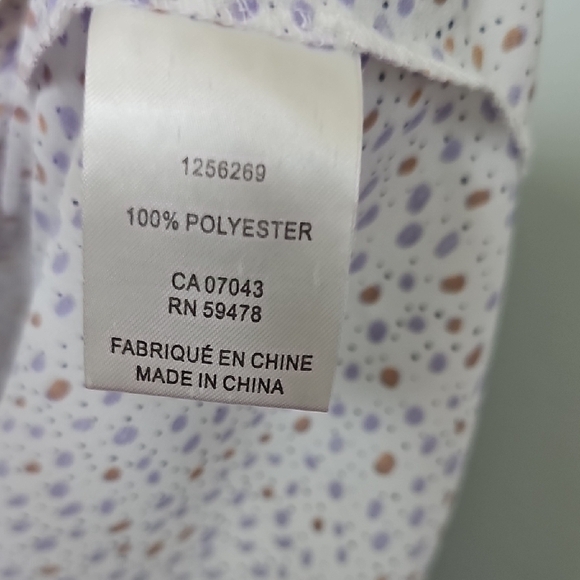 1256269
100% POLYESTER
CA 07043
RN 59478
FABRIQUÉ EN CHINE
MADE IN CHINA